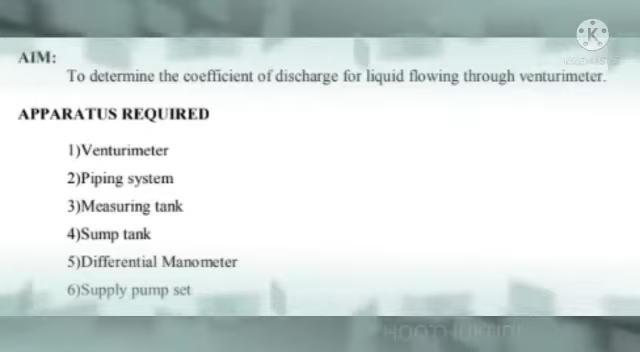 AIM:
To determine the coefficient of discharge for liquid flowing through venturimeter.
APPARATUS REQUIRED
1)Venturimeter
2)Piping system
3)Measuring tank
4)Sump tank
5)Differential Manometer
6)Supply pump set